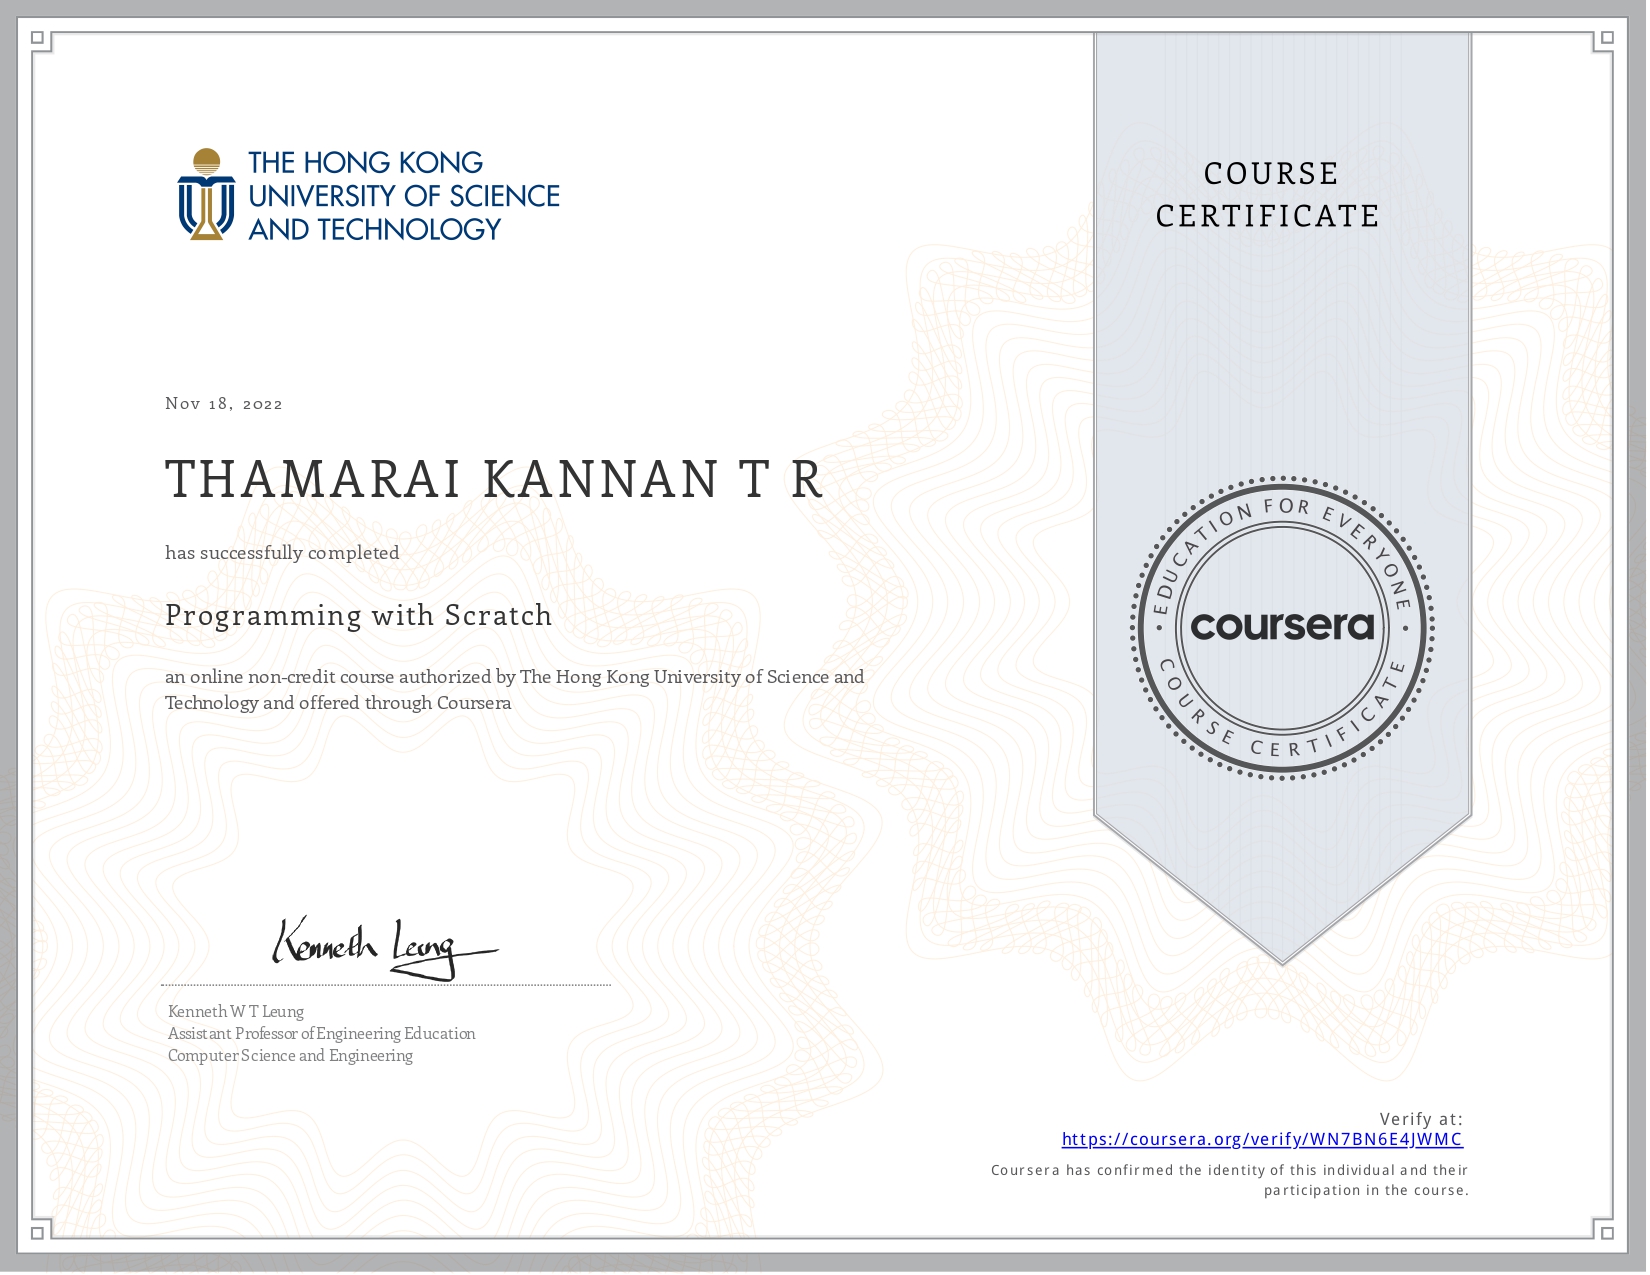 THE HONG KONG
UNIVERSITY OF SCIENCE
AND TECHNOLOGY
COURSE
CERTIFICATE
Nov 18, 2022
THAMARAI KANNAN T R
has successfully completed
Programming with Scratch
an online non-credit course authorized by The Hong Kong University of Science and
Technology and offered through Coursera
EDUCATION FOR EVERYONE
coursera
COURSE CERTIFICATE
Kenneth Leung
Kenneth W T Leung
Assistant Professor of Engineering Education
Computer Science and Engineering
Verify at:
https://coursera.org/verify/WN7BN6E4JWMC
Coursera has confirmed the identity of this individual and their
participation in the course.